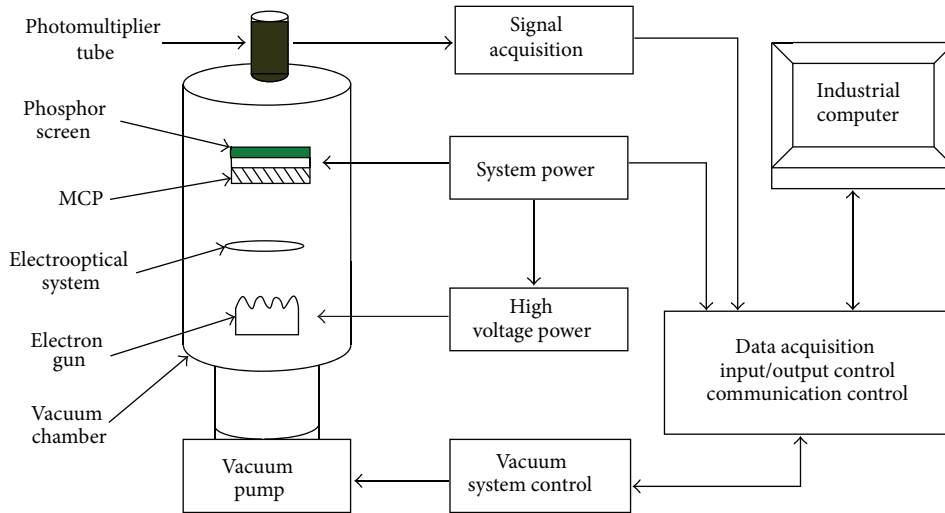 Photomultiplier
tube
Signal
acquisition
Industrial
computer
Phosphor
screen
MCP
System power
Electrooptical
system
High
voltage power
Electron
gun
Data acquisition
input/output control
communication control
Vacuum
chamber
Vacuum
pump
Vacuum
system control